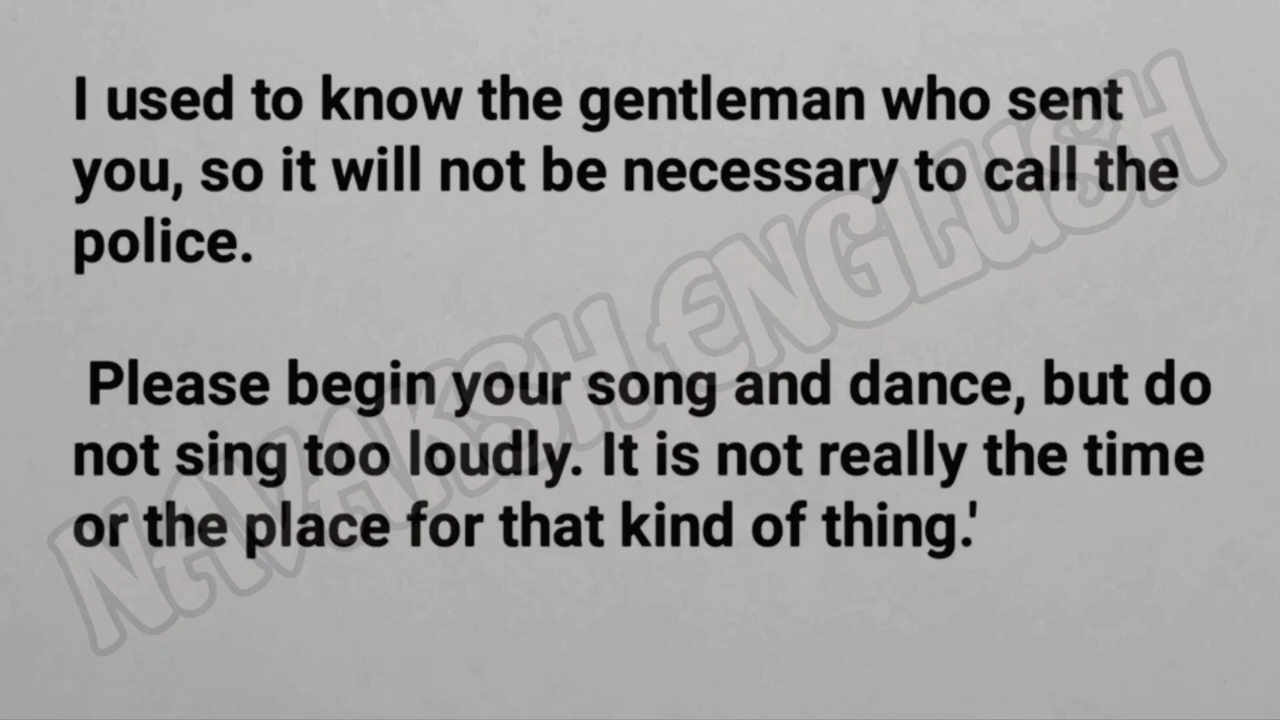 I used to know the gentleman who sent
you, so it will not be necessary to call the
police.
Please begin your song and dance, but do
not sing too loudly. It is not really the time
or the place for that kind of thing.'
NAVAKSH ENGLUSH